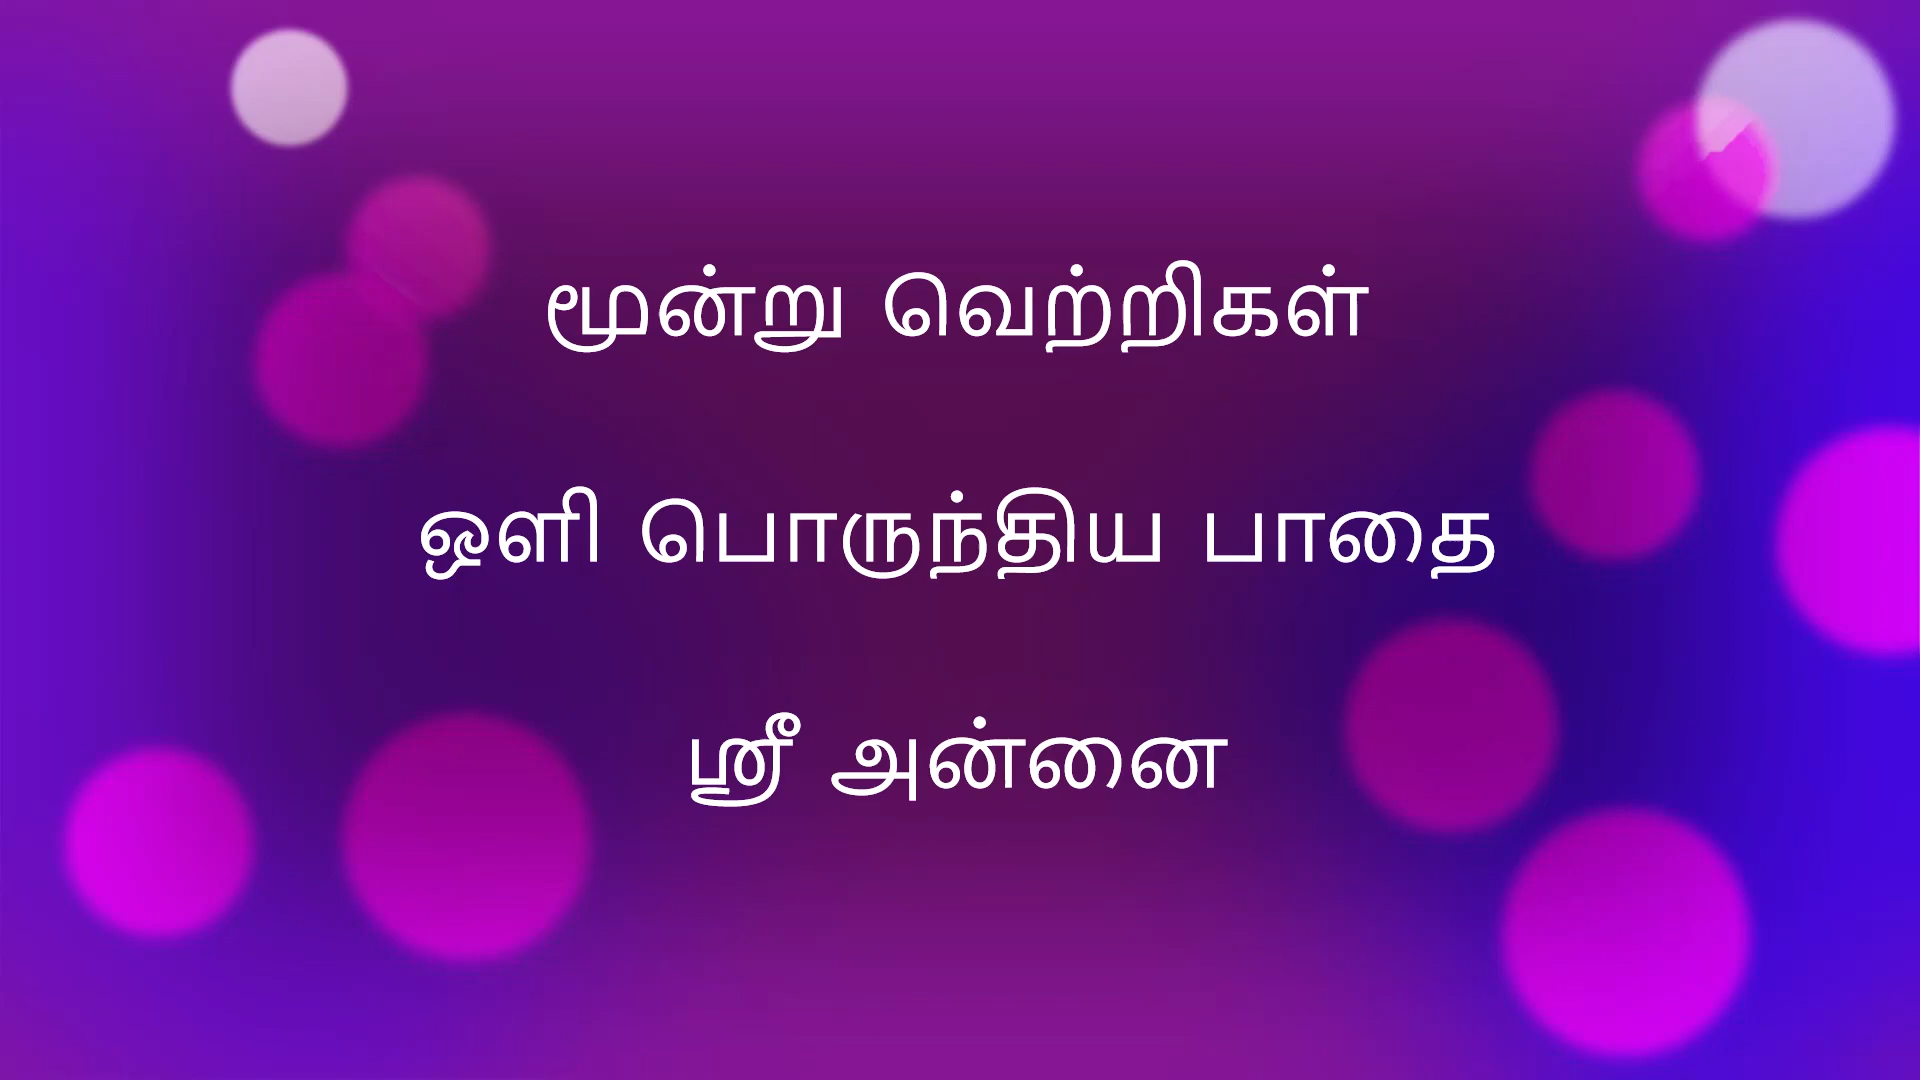 மூன்று வெற்றிகள்
ஒளி பொருந்திய பாதை
ஸ்ரீ அன்னை